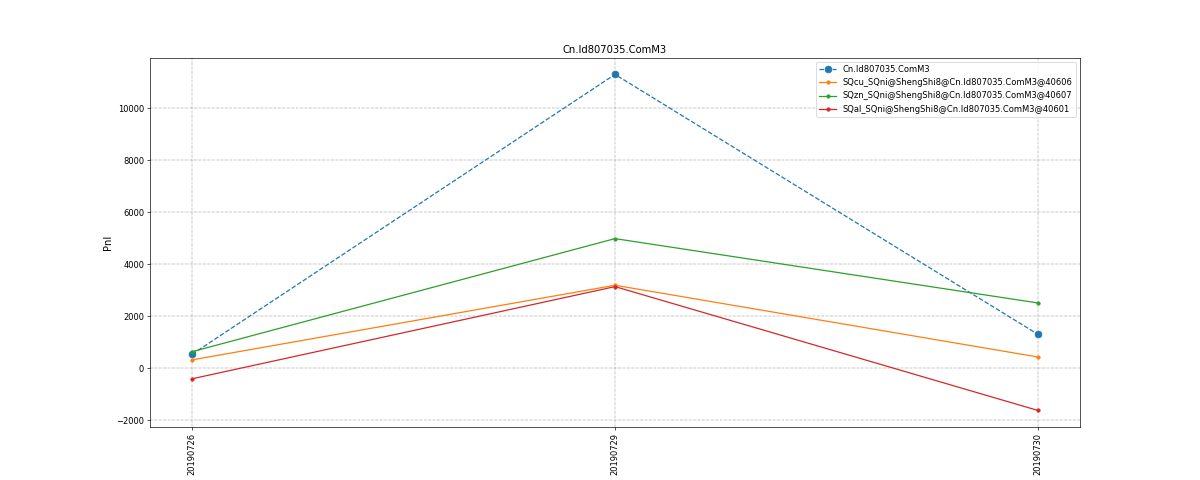 Cn.Id807035.ComM3
Cn.Id807035.ComM3
SQcu_SQni@ShengShi8@Cn.Id807035.ComM3@40606
SQzn_SQni@ShengShi8@Cn.Id807035.ComM3@40607
SQal_SQni@ShengShi8@Cn.Id807035.ComM3@40601
10000
8000
6000
4000
2000
0
−2000
Pnl
20190726
20190729
20190730